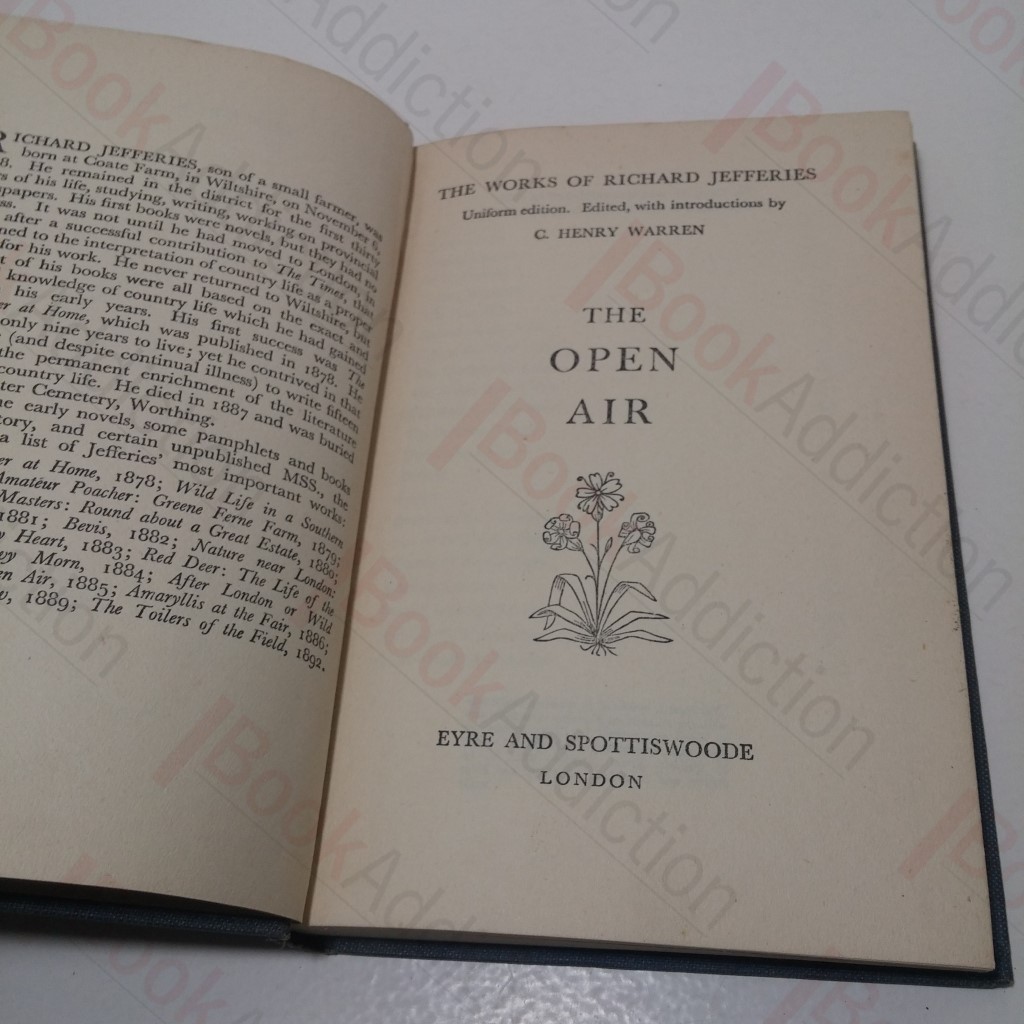 RICHARD JEFFERIES, son of a small farmer, was
born at Coate Farm, in Wiltshire, on November 6,
8. He remained in the district for the first thirty
of his life, studying, writing, working on provincial
papers. His first books were novels, but they had no
It was not until he had moved to London, in
after a successful contribution to The Times, that
to the interpretation of country life as a proper
for his work. He never returned to Wiltshire, but
of his books were all based on the exact and
knowledge of country life which he had gained
his early years. His first success was The
at Home, which was published in 1878. He
only nine years to live; yet he contrived, in that
(and despite continual illness) to write fifteen
the permanent enrichment of the literature
country life. He died in 1887 and was buried
Cemetery, Worthing.
early novels, some pamphlets and books
and certain unpublished MSS., the
a list of Jefferies' most important works:
at Home, 1878; Wild Life in a Southern
Amateur Poacher: Greene Ferne Farm, 1879;
Masters: Round about a Great Estate, 1880;
1881; Bevis, 1882; Nature near London:
Heart, 1883; Red Deer: The Life of the
Morn, 1884; After London or Wild
Air, 1885; Amaryllis at the Fair, 1886;
1889; The Toilers of the Field, 1892.
THE WORKS OF RICHARD JEFFERIES
Uniform edition. Edited, with introductions by
C. HENRY WARREN
THE
OPEN
AIR
EYRE AND SPOTTISWOODE
LONDON
BookAddiction
BookAddiction
BookAddiction
BookAddiction
BookAddiction
BookAddiction